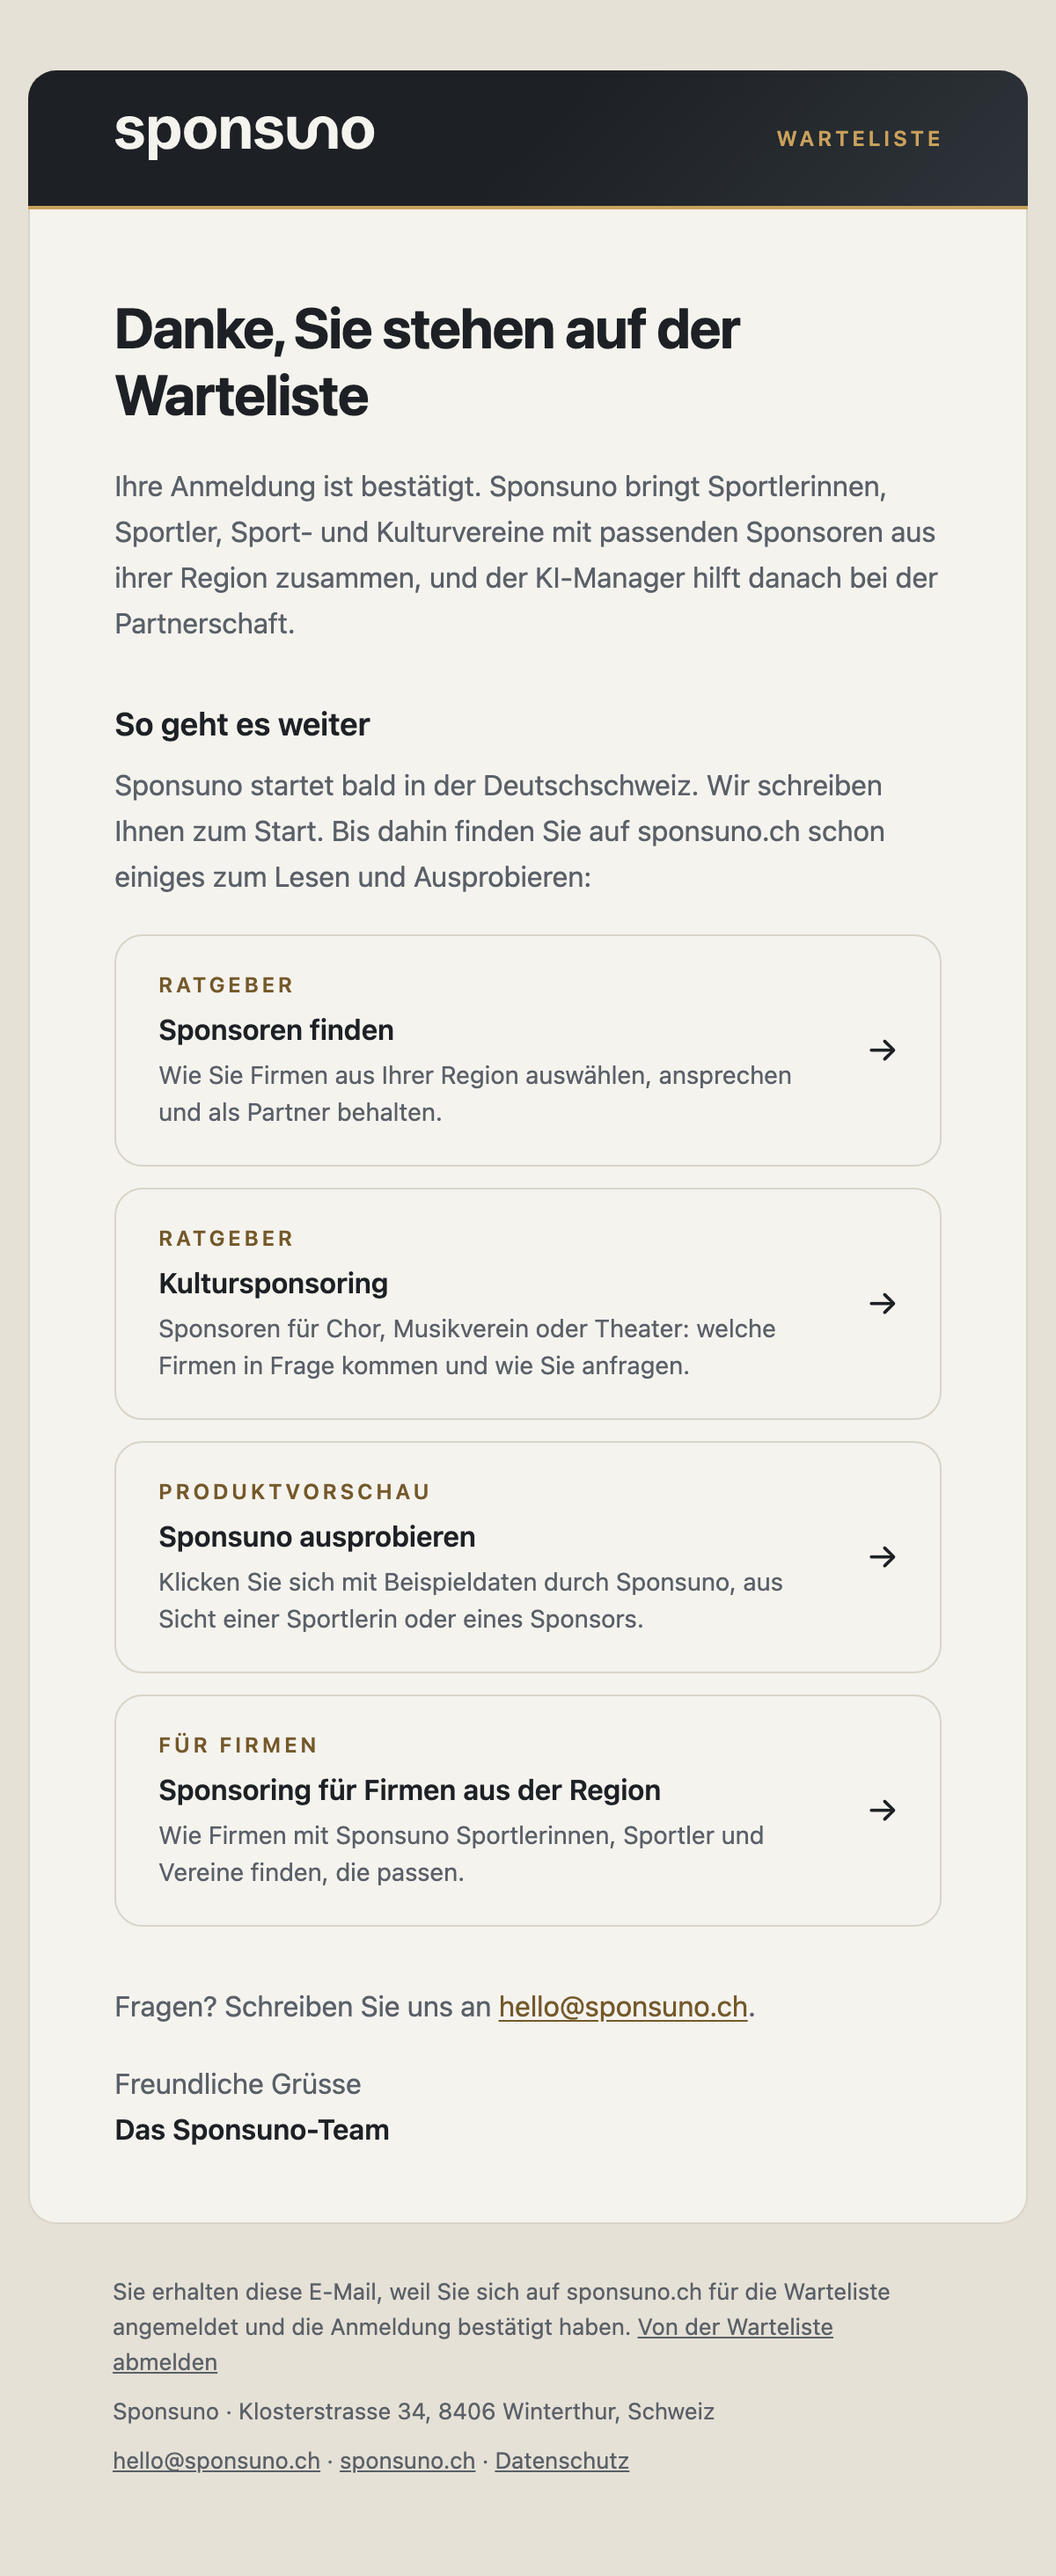 sponsuno
WARTELISTE
Danke, Sie stehen auf der
Warteliste
Ihre Anmeldung ist bestätigt. Sponsuno bringt Sportlerinnen,
Sportler, Sport- und Kulturvereine mit passenden Sponsoren aus
ihrer Region zusammen, und der KI-Manager hilft danach bei der
Partnerschaft.
So geht es weiter
Sponsuno startet bald in der Deutschschweiz. Wir schreiben
Ihnen zum Start. Bis dahin finden Sie auf sponsuno.ch schon
einiges zum Lesen und Ausprobieren:
RATGEBER
Sponsoren finden
Wie Sie Firmen aus Ihrer Region auswählen, ansprechen
und als Partner behalten.
RATGEBER
Kultursponsoring
Sponsoren für Chor, Musikverein oder Theater: welche
Firmen in Frage kommen und wie Sie anfragen.
PRODUKTVORSCHAU
Sponsuno ausprobieren
Klicken Sie sich mit Beispieldaten durch Sponsuno, aus
Sicht einer Sportlerin oder eines Sponsors.
FÜR FIRMEN
Sponsoring für Firmen aus der Region
Wie Firmen mit Sponsuno Sportlerinnen, Sportler und
Vereine finden, die passen.
Fragen? Schreiben Sie uns an hello@sponsuno.ch.
Freundliche Grüsse
Das Sponsuno-Team
Sie erhalten diese E-Mail, weil Sie sich auf sponsuno.ch für die Warteliste
angemeldet und die Anmeldung bestätigt haben. Von der Warteliste
abmelden
Sponsuno · Klosterstrasse 34, 8406 Winterthur, Schweiz
hello@sponsuno.ch · sponsuno.ch · Datenschutz